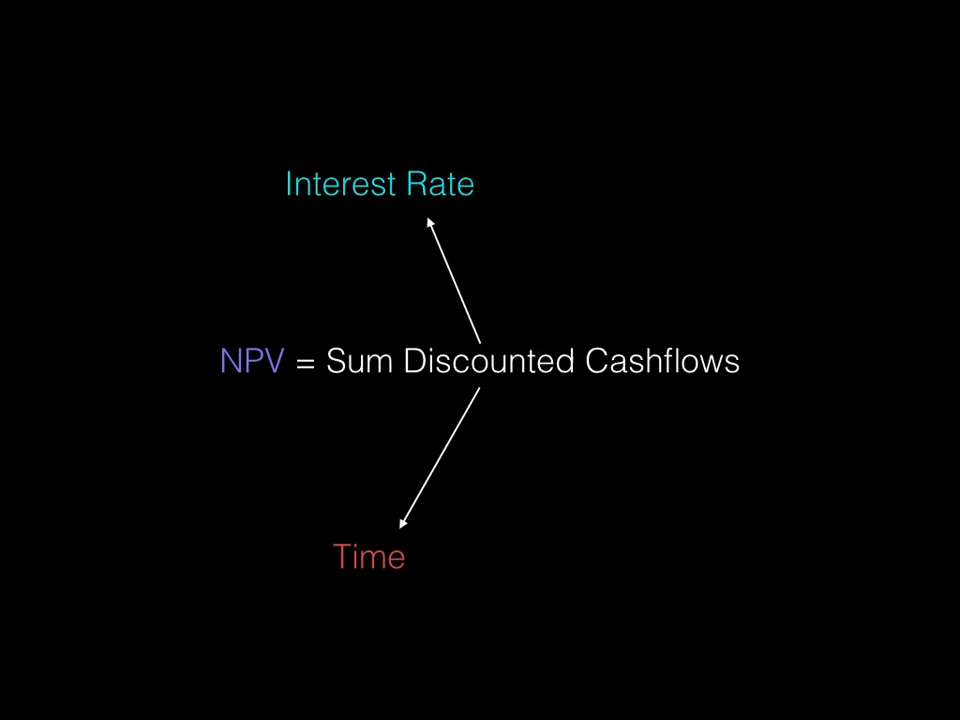 Interest Rate
NPV = Sum Discounted Cashflows
Time